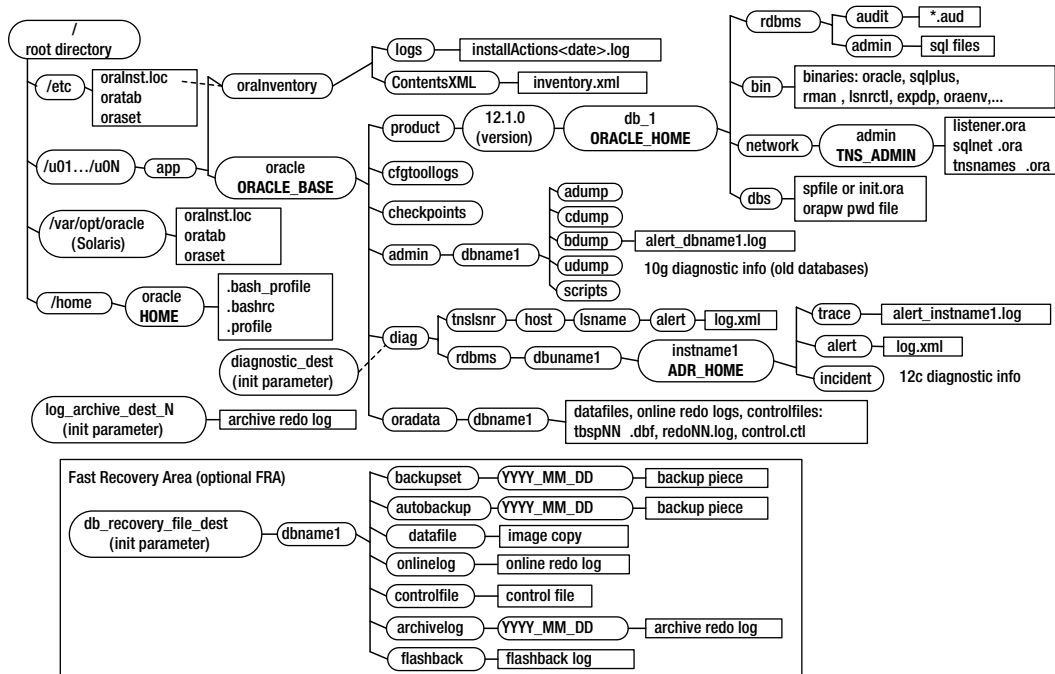 /
root directory
/etc
oraInst.loc
oratab
oraset
oraInventory
logs
installActions<date>.log
ContentsXML
inventory.xml
/u01.../u0N
app
oracle
ORACLE_BASE
/var/opt/oracle
(Solaris)
oraInst.loc
oratab
oraset
/home
oracle
HOME
.bash_profile
.bashrc
.profile
product
12.1.0
(version)
db_1
ORACLE_HOME
rdbms
audit
*.aud
admin
sql files
bin
binaries: oracle, sqlplus,
rman , lsnrctl, expdp, oraenv,...
network
admin
TNS_ADMIN
listener.ora
sqlnet .ora
tnsnames .ora
dbs
spfile or init.ora
orapw pwd file
cfgtoollogs
checkpoints
admin
dbname1
adump
cdump
bdump
alert_dbname1.log
udump
scripts
10g diagnostic info (old databases)
diag
diagnostic_dest
(init parameter)
tnslsnr
host
lsname
alert
log.xml
rdbms
dbuname1
instname1
ADR_HOME
trace
alert_instname1.log
alert
log.xml
incident
12c diagnostic info
log_archive_dest_N
(init parameter)
archive redo log
oradata
dbname1
datafiles, online redo logs, controlfiles:
tbspNN .dbf, redoNN.log, control.ctl
Fast Recovery Area (optional FRA)
db_recovery_file_dest
(init parameter)
dbname1
backupset
YYYY_MM_DD
backup piece
autobackup
YYYY_MM_DD
backup piece
datafile
image copy
onlinelog
online redo log
controlfile
control file
archivelog
YYYY_MM_DD
archive redo log
flashback
flashback log